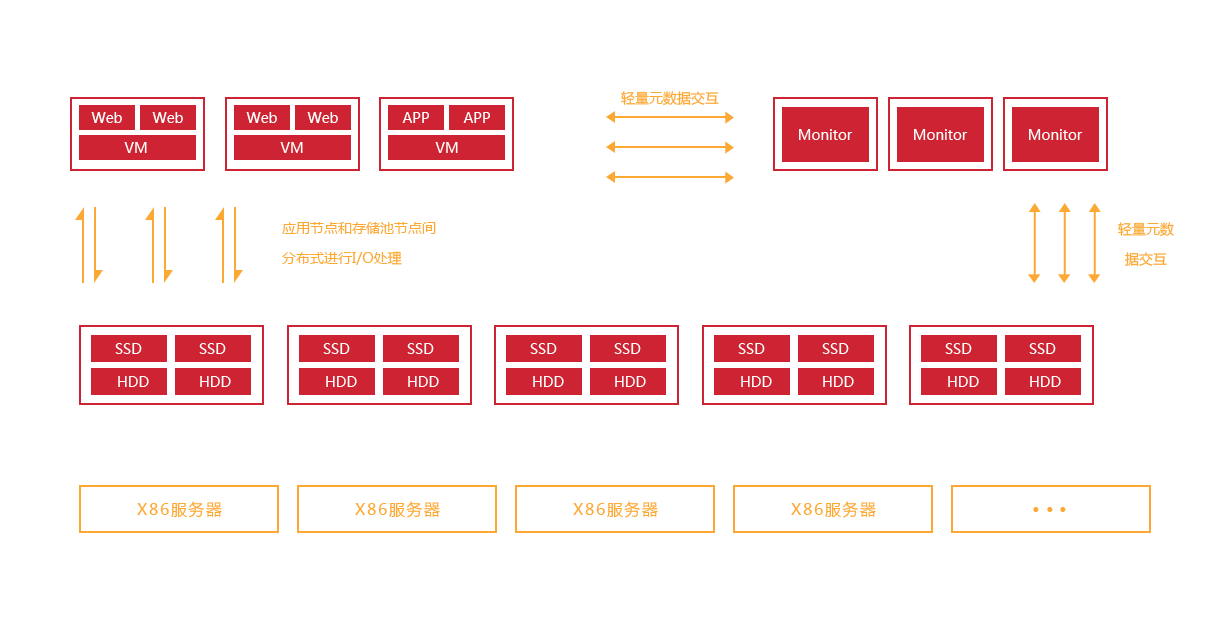 轻量元数据交互
Web Web Web Web APP APP
VM VM VM
Monitor Monitor Monitor
应用节点和存储池节点间
分布式进行I/O处理
轻量元数
据交互
SSD SSD SSD SSD SSD SSD SSD SSD SSD SSD
HDD HDD HDD HDD HDD HDD HDD HDD HDD HDD
X86服务器 X86服务器 X86服务器 X86服务器 •••